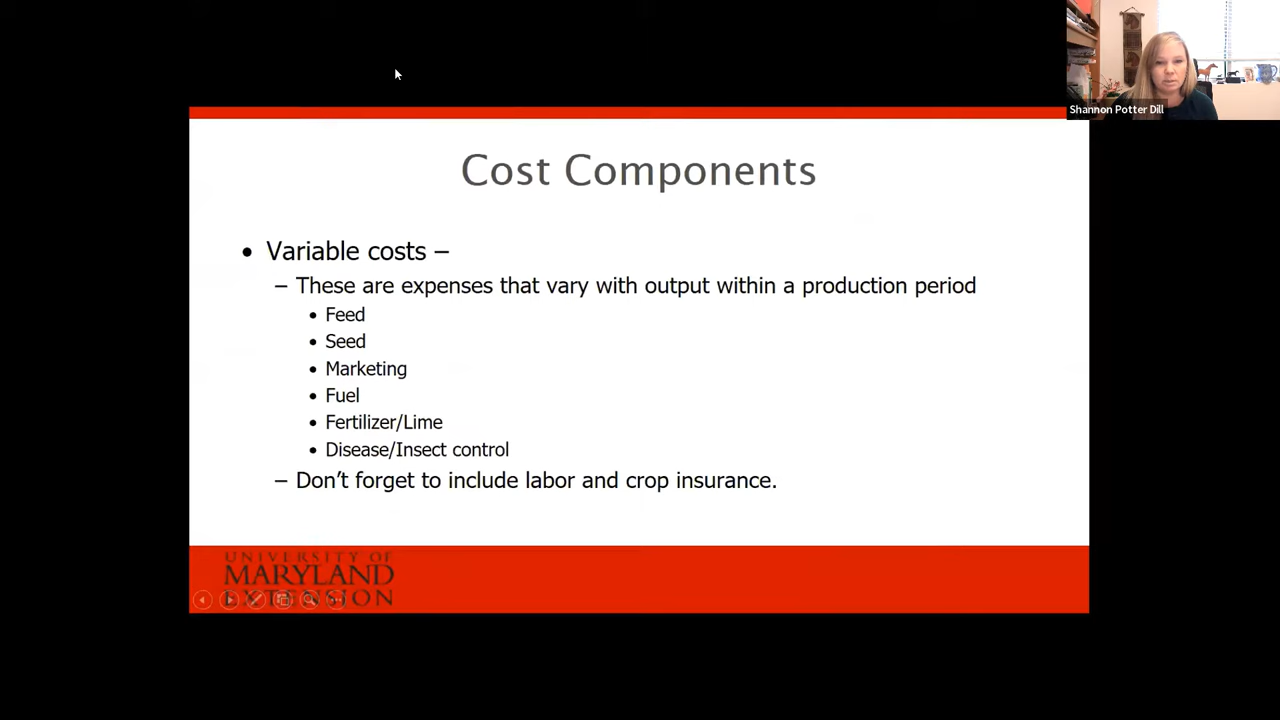 Shannon Potter Dill
Cost Components
• Variable costs –
– These are expenses that vary with output within a production period
• Feed
• Seed
• Marketing
• Fuel
• Fertilizer/Lime
• Disease/Insect control
– Don’t forget to include labor and crop insurance.
UNIVERSITY OF
MARYLAND
EXTENSION